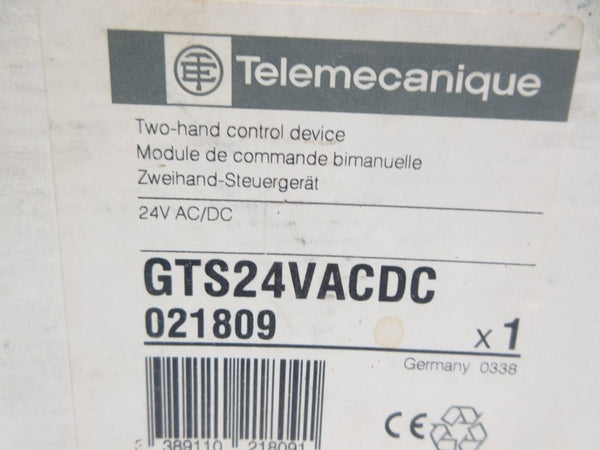 Telemecanique
Two-hand control device
Module de commande bimanuelle
Zweihand-Steuergerät
24V AC/DC
GTS24VACDC
021809
x 1
Germany 0338
CE
389110 218091